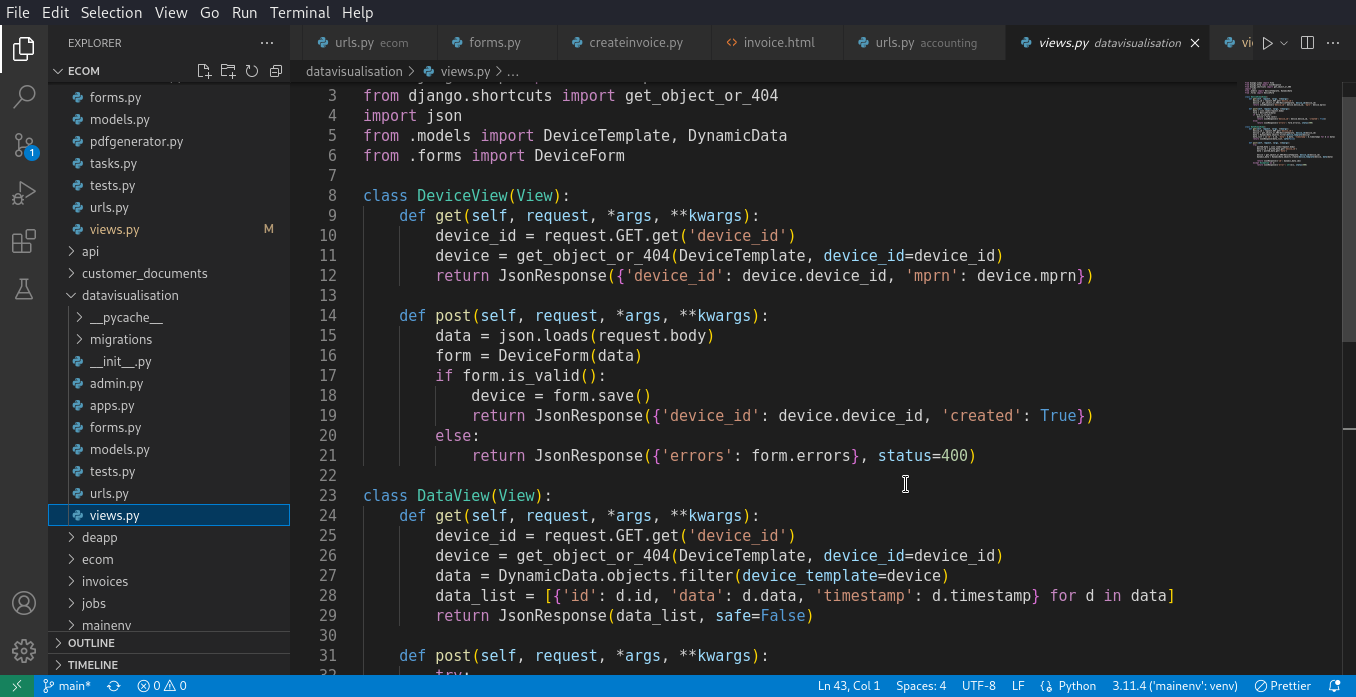 File Edit Selection View Go Run Terminal Help
EXPLORER
urls.py ecom
forms.py
createinvoice.py
invoice.html
urls.py accounting
views.py datavisualisation
vi
ECOM
datavisualisation > views.py > ...
forms.py
models.py
pdfgenerator.py
tasks.py
tests.py
urls.py
views.py M
api
customer_documents
datavisualisation
__pycache__
migrations
__init__.py
admin.py
apps.py
forms.py
models.py
tests.py
urls.py
views.py
deapp
ecom
invoices
jobs
mainenv
OUTLINE
TIMELINE
1
3 from django.shortcuts import get_object_or_404
4 import json
5 from .models import DeviceTemplate, DynamicData
6 from .forms import DeviceForm
7
8 class DeviceView(View):
9     def get(self, request, *args, **kwargs):
10         device_id = request.GET.get('device_id')
11         device = get_object_or_404(DeviceTemplate, device_id=device_id)
12         return JsonResponse({'device_id': device.device_id, 'mprn': device.mprn})
13
14     def post(self, request, *args, **kwargs):
15         data = json.loads(request.body)
16         form = DeviceForm(data)
17         if form.is_valid():
18             device = form.save()
19             return JsonResponse({'device_id': device.device_id, 'created': True})
20         else:
21             return JsonResponse({'errors': form.errors}, status=400)
22
23 class DataView(View):
24     def get(self, request, *args, **kwargs):
25         device_id = request.GET.get('device_id')
26         device = get_object_or_404(DeviceTemplate, device_id=device_id)
27         data = DynamicData.objects.filter(device_template=device)
28         data_list = [{'id': d.id, 'data': d.data, 'timestamp': d.timestamp} for d in data]
29         return JsonResponse(data_list, safe=False)
30
31     def post(self, request, *args, **kwargs):
32         try:
main* 0 0 Ln 43, Col 1 Spaces: 4 UTF-8 LF Python 3.11.4 ('mainenv': venv) Prettier